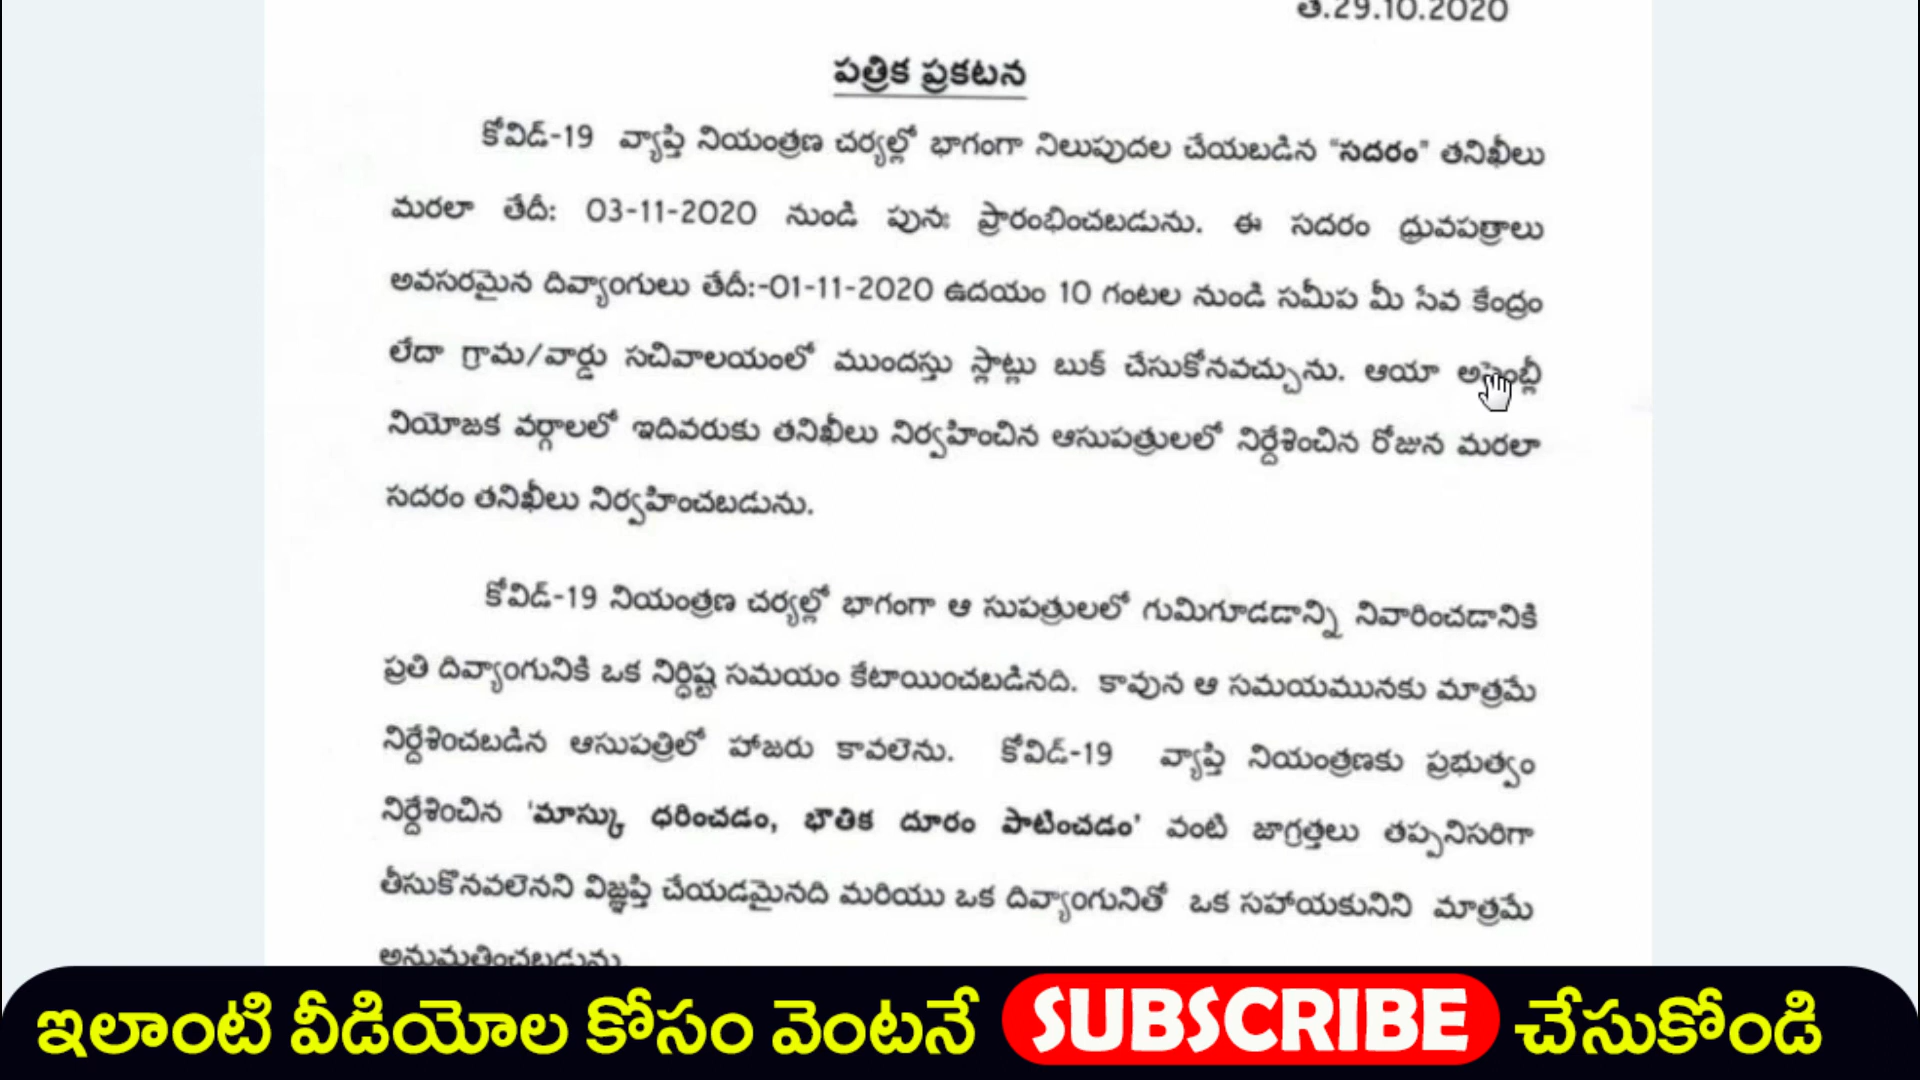 తే.29.10.2020
పత్రిక ప్రకటన
కోవిడ్-19 వ్యాప్తి నియంత్రణ చర్యల్లో భాగంగా నిలుపుదల చేయబడిన "సదరం" తనిఖీలు
మరలా తేదీ: 03-11-2020 నుండి పునః ప్రారంభించబడును. ఈ సదరం ధ్రువపత్రాలు
అవసరమైన దివ్యాంగులు తేదీ:-01-11-2020 ఉదయం 10 గంటల నుండి సమీప మీ సేవ కేంద్రం
లేదా గ్రామ/వార్డు సచివాలయంలో ముందస్తు స్లాట్లు బుక్ చేసుకోనవచ్చును. ఆయా అసెంబ్లీ
నియోజక వర్గాలలో ఇదివరుకు తనిఖీలు నిర్వహించిన ఆసుపత్రులలో నిర్దేశించిన రోజున మరలా
సదరం తనిఖీలు నిర్వహించబడును.
కోవిడ్-19 నియంత్రణ చర్యల్లో భాగంగా ఆ సుపత్రులలో గుమిగూడడాన్ని నివారించడానికి
ప్రతి దివ్యాంగునికి ఒక నిర్ధిష్ట సమయం కేటాయించబడినది. కావున ఆ సమయమునకు మాత్రమే
నిర్దేశించబడిన ఆసుపత్రిలో హాజరు కావలెను. కోవిడ్-19 వ్యాప్తి నియంత్రణకు ప్రభుత్వం
నిర్దేశించిన 'మాస్కు ధరించడం, భౌతిక దూరం పాటించడం' వంటి జాగ్రత్తలు తప్పనిసరిగా
తీసుకొనవలెనని విజ్ఞప్తి చేయడమైనది మరియు ఒక దివ్యాంగునితో ఒక సహాయకునిని మాత్రమే
అనుమతించబడును
ఇలాంటి వీడియోల కోసం వెంటనే SUBSCRIBE చేసుకోండి